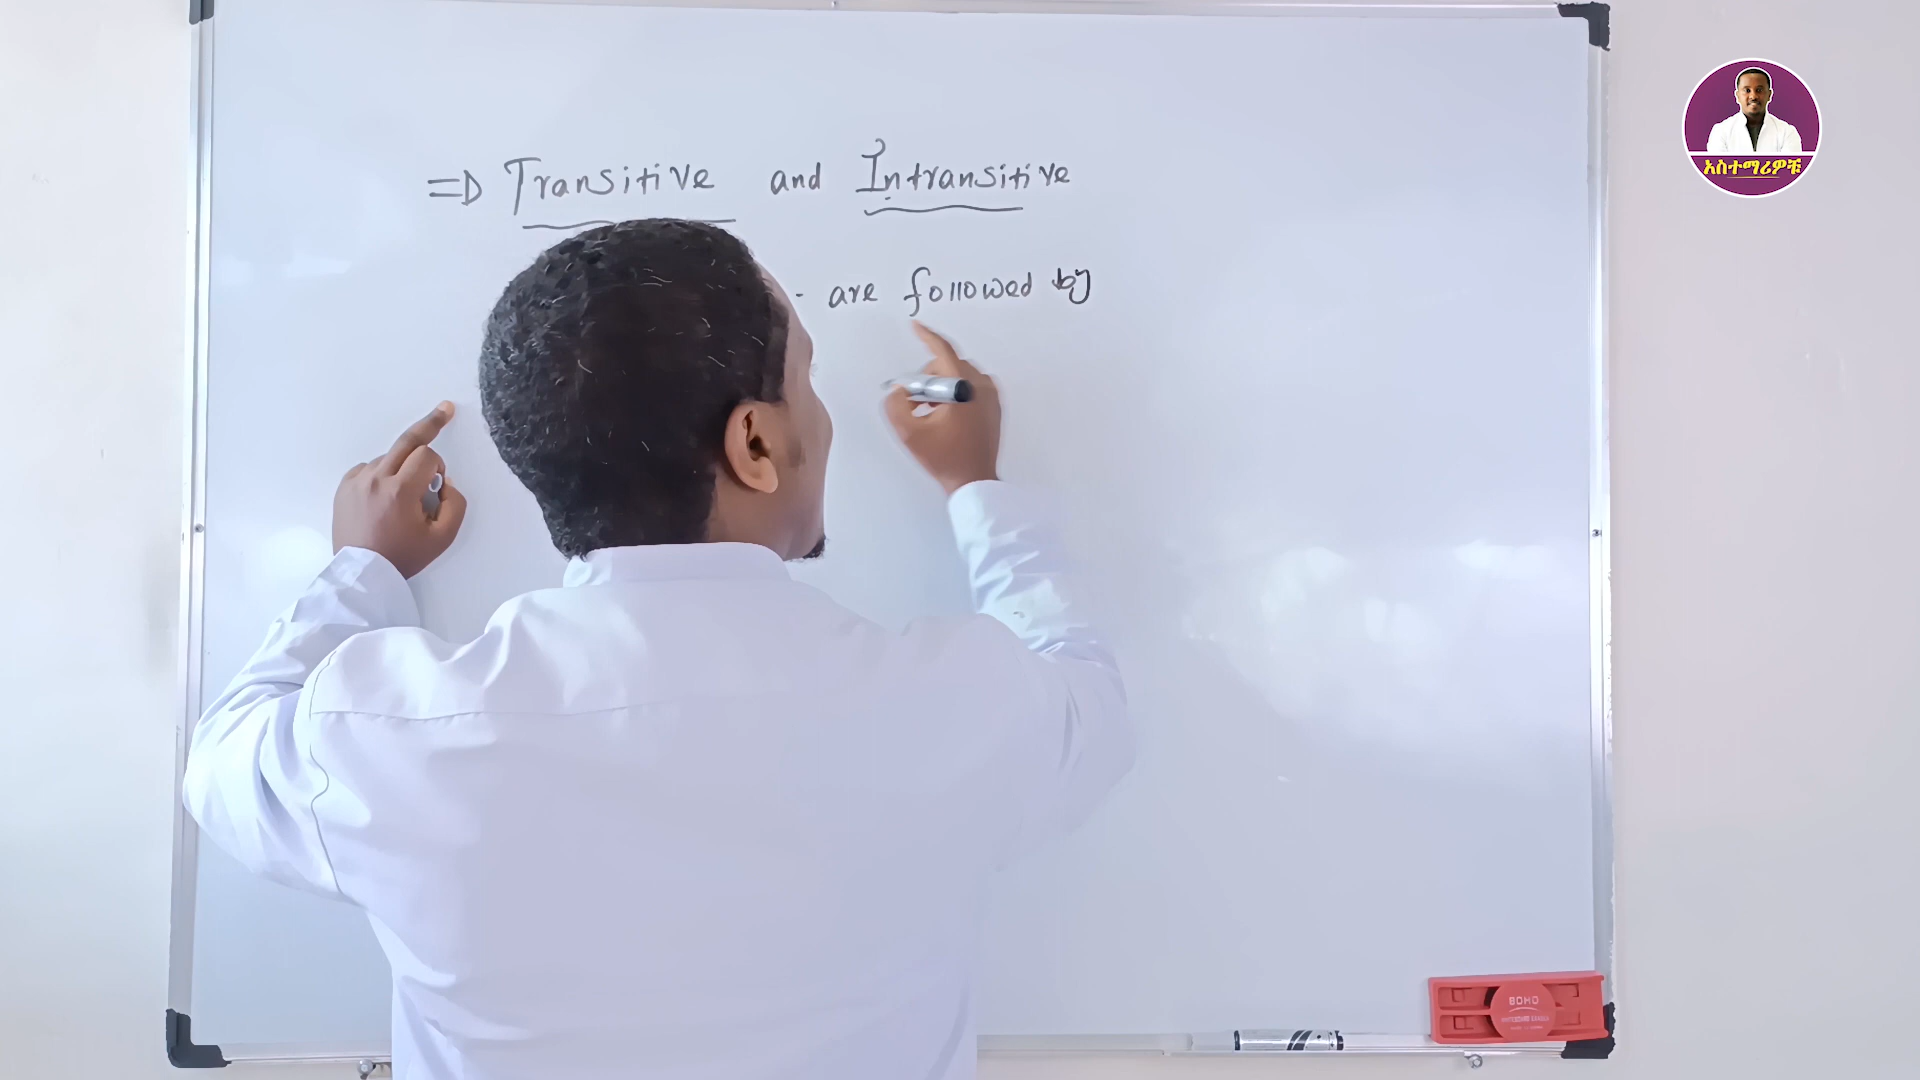 ⇒ Transitive and Intransitive
- are followed by
አስተማሪዎቹ
BOHO